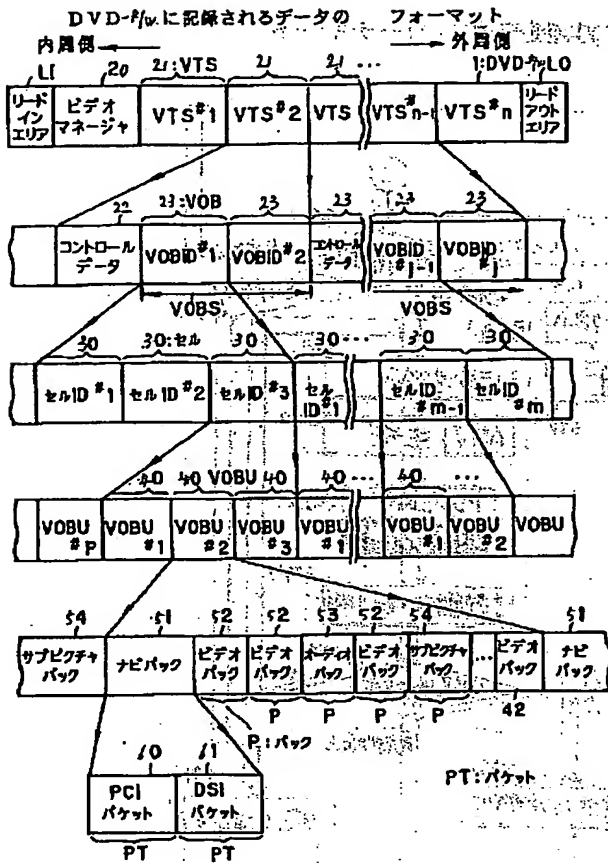 DVD-R/Wに記録されるデータの フォーマット
内周側 外周側
LI 20 21:VTS 21 21 … 1:DVD-R/W LO
リードインエリア ビデオマネージャ VTS#1 VTS#2 VTS VTS#n-1 VTS#n リードアウトエリア
22 23:VOB 23 23 23 23
コントロールデータ VOBID#1 VOBID#2 コントロールデータ VOBID#j-1 VOBID#j
VOBS VOBS
30 30:セル 30 30 … 30 30
セルID#1 セルID#2 セルID#3 セルID#1 セルID#m-1 セルID#m
40 40 VOBU 40 40 … 40 …
VOBU#P VOBU#1 VOBU#2 VOBU#3 VOBU#1 VOBU#1 VOBU#2 VOBU
54 51 52 52 53 52 54 51
サブピクチャパック ナビパック ビデオパック ビデオパック オーディオパック ビデオパック サブピクチャパック … ビデオパック ナビパック
P P P P 42
P:パック
60 61
PCIパケット DSIパケット PT:パケット
PT PT